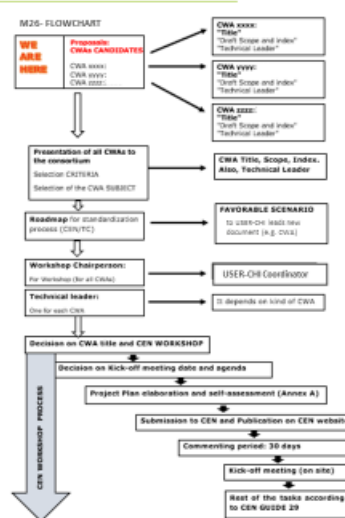 M26- FLOWCHART
WE
ARE
HERE
Proposals:
CWAs CANDIDATES
CWA xxxx:
CWA yyyy:
CWA zzzz:
CWA xxxx:
"Title"
"Draft Scope and index"
"Technical Leader"
CWA yyyy:
"Title"
"Draft Scope and index"
"Technical Leader"
CWA zzzz:
"Title"
"Draft Scope and index"
"Technical Leader"
Presentation of all CWAs to
the consortium
Selection CRITERIA
Selection of the CWA SUBJECT
CWA Title, Scope, Index.
Also, Technical Leader
Roadmap for standardization
process (CEN/TC)
FAVORABLE SCENARIO
to USER-CHI leads new
document (e.g. CWA)
Workshop Chairperson:
For Workshop (for all CWAs)
USER-CHI Coordinator
Technical leader:
One for each CWA
It depends on kind of CWA
Decision on CWA title and CEN WORKSHOP
Decision on Kick-off meeting date and agenda
Project Plan elaboration and self-assessment (Annex A)
Submission to CEN and Publication on CEN website
Commenting period: 30 days
Kick-off meeting (on site)
Rest of the tasks according
to CEN GUIDE 29
CEN WORKSHOP PROCESS